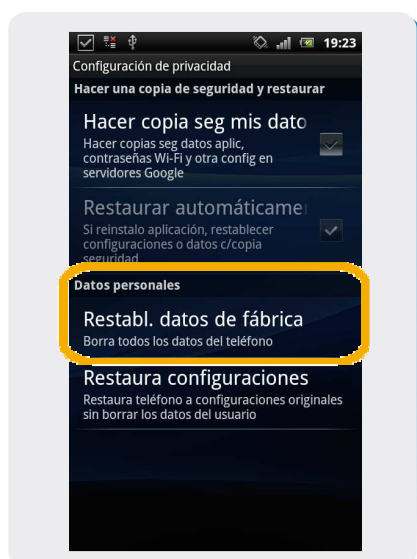 19:23
Configuración de privacidad
Hacer una copia de seguridad y restaurar
Hacer copia seg mis dato
Hacer copias seg datos aplic,
contraseñas Wi-Fi y otra config en
servidores Google
Restaurar automáticame
Si reinstalo aplicación, restablecer
configuraciones o datos c/copia
seguridad
Datos personales
Restabl. datos de fábrica
Borra todos los datos del teléfono
Restaura configuraciones
Restaura teléfono a configuraciones originales
sin borrar los datos del usuario